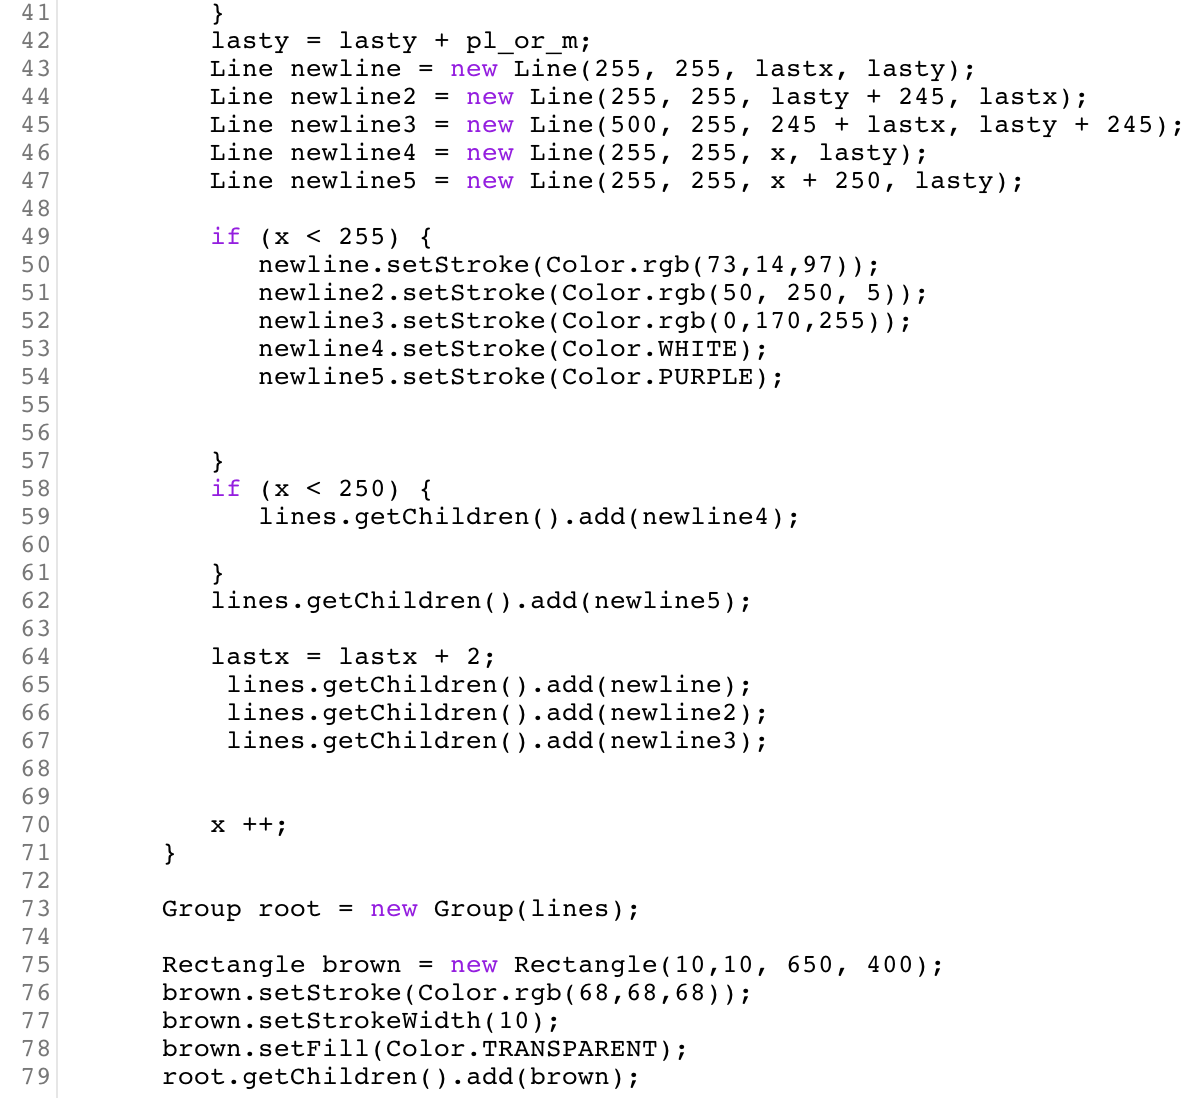 41 }
42 lasty = lasty + pl_or_m;
43 Line newline = new Line(255, 255, lastx, lasty);
44 Line newline2 = new Line(255, 255, lasty + 245, lastx);
45 Line newline3 = new Line(500, 255, 245 + lastx, lasty + 245);
46 Line newline4 = new Line(255, 255, x, lasty);
47 Line newline5 = new Line(255, 255, x + 250, lasty);
48
49 if (x < 255) {
50 newline.setStroke(Color.rgb(73,14,97));
51 newline2.setStroke(Color.rgb(50, 250, 5));
52 newline3.setStroke(Color.rgb(0,170,255));
53 newline4.setStroke(Color.WHITE);
54 newline5.setStroke(Color.PURPLE);
55
56
57 }
58 if (x < 250) {
59 lines.getChildren().add(newline4);
60
61 }
62 lines.getChildren().add(newline5);
63
64 lastx = lastx + 2;
65 lines.getChildren().add(newline);
66 lines.getChildren().add(newline2);
67 lines.getChildren().add(newline3);
68
69
70 x ++;
71 }
72
73 Group root = new Group(lines);
74
75 Rectangle brown = new Rectangle(10,10, 650, 400);
76 brown.setStroke(Color.rgb(68,68,68));
77 brown.setStrokeWidth(10);
78 brown.setFill(Color.TRANSPARENT);
79 root.getChildren().add(brown);